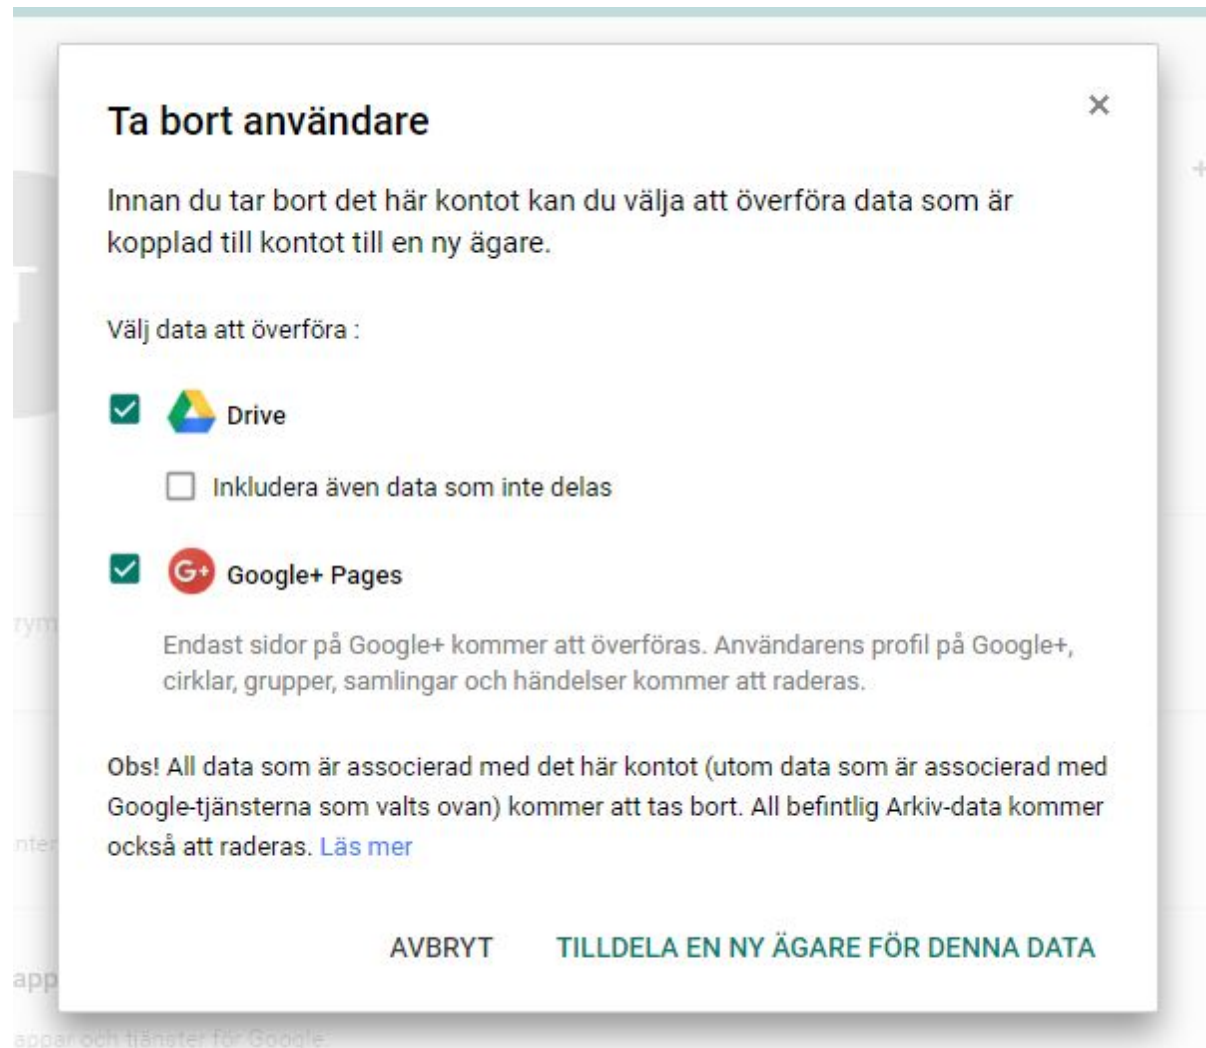 Ta bort användare
Innan du tar bort det här kontot kan du välja att överföra data som är
kopplad till kontot till en ny ägare.
Välj data att överföra :
Drive
Inkludera även data som inte delas
G+ Google+ Pages
Endast sidor på Google+ kommer att överföras. Användarens profil på Google+,
cirklar, grupper, samlingar och händelser kommer att raderas.
Obs! All data som är associerad med det här kontot (utom data som är associerad med
Google-tjänsterna som valts ovan) kommer att tas bort. All befintlig Arkiv-data kommer
också att raderas. Läs mer
AVBRYT TILLDELA EN NY ÄGARE FÖR DENNA DATA
appar och tjänster för Google.